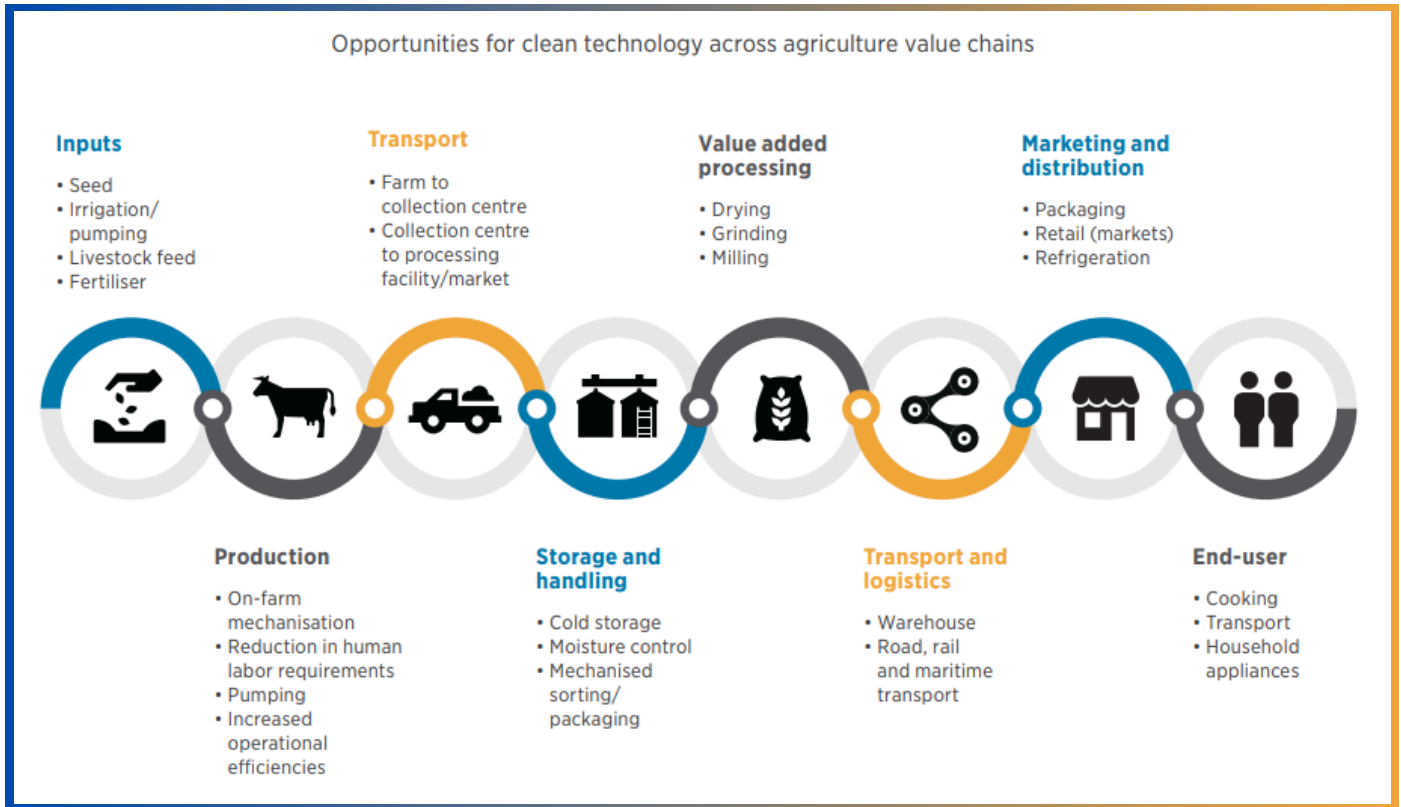 Opportunities for clean technology across agriculture value chains
Inputs
• Seed
• Irrigation/
pumping
• Livestock feed
• Fertiliser
Transport
• Farm to
collection centre
• Collection centre
to processing
facility/market
Value added
processing
• Drying
• Grinding
• Milling
Marketing and
distribution
• Packaging
• Retail (markets)
• Refrigeration
Production
• On-farm
mechanisation
• Reduction in human
labor requirements
• Pumping
• Increased
operational
efficiencies
Storage and
handling
• Cold storage
• Moisture control
• Mechanised
sorting/
packaging
Transport and
logistics
• Warehouse
• Road, rail
and maritime
transport
End-user
• Cooking
• Transport
• Household
appliances